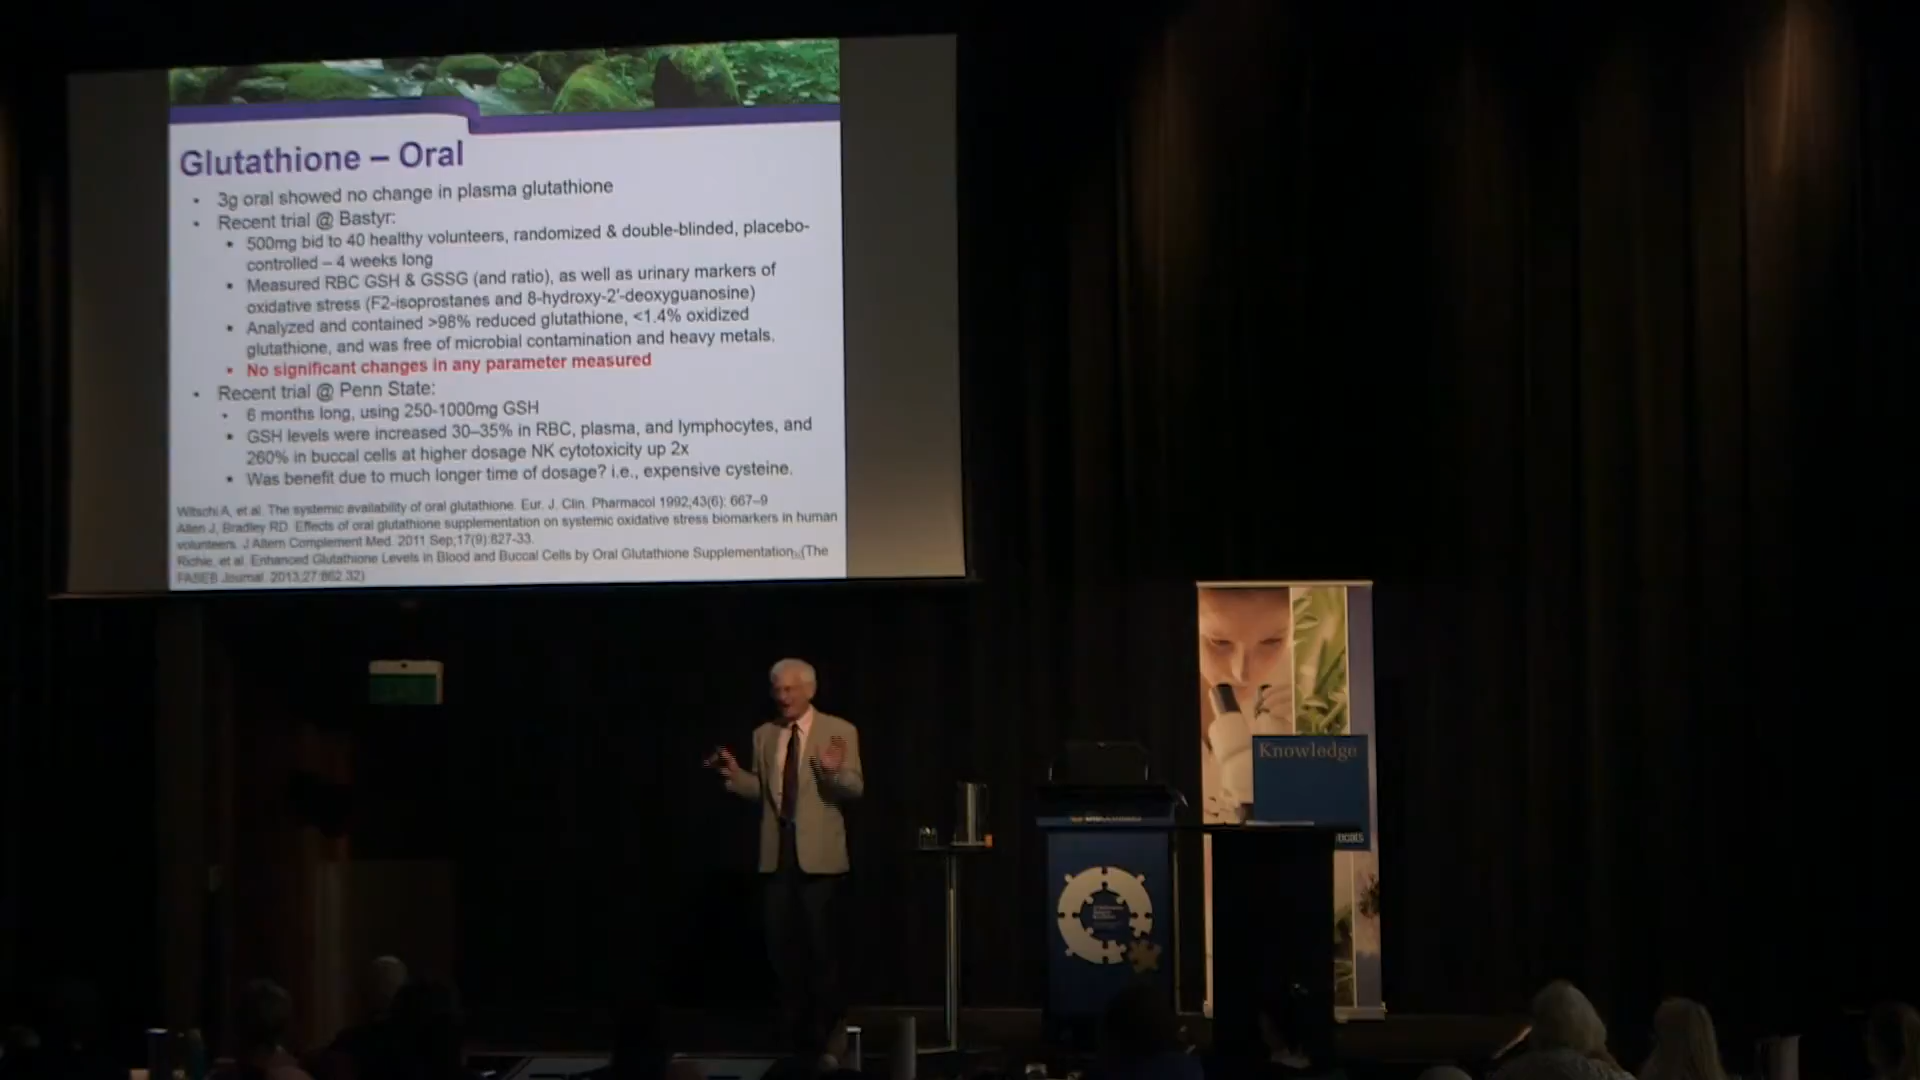 Glutathione – Oral
• 3g oral showed no change in plasma glutathione
• Recent trial @ Bastyr:
• 500mg bid to 40 healthy volunteers, randomized & double-blinded, placebo-
controlled – 4 weeks long
• Measured RBC GSH & GSSG (and ratio), as well as urinary markers of
oxidative stress (F2-isoprostanes and 8-hydroxy-2'-deoxyguanosine)
• Analyzed and contained >98% reduced glutathione, <1.4% oxidized
glutathione, and was free of microbial contamination and heavy metals.
• No significant changes in any parameter measured
• Recent trial @ Penn State:
• 6 months long, using 250-1000mg GSH
• GSH levels were increased 30–35% in RBC, plasma, and lymphocytes, and
260% in buccal cells at higher dosage NK cytotoxicity up 2x
• Was benefit due to much longer time of dosage? i.e., expensive cysteine.
Witschi A, et al. The systemic availability of oral glutathione. Eur. J. Clin. Pharmacol 1992;43(6): 667–9
Allen J, Bradley RD. Effects of oral glutathione supplementation on systemic oxidative stress biomarkers in human
volunteers. J Altern Complement Med. 2011 Sep;17(9):827-33.
Richie, et al. Enhanced Glutathione Levels in Blood and Buccal Cells by Oral Glutathione Supplementation. (The
FASEB Journal. 2013;27:862.32)
Knowledge